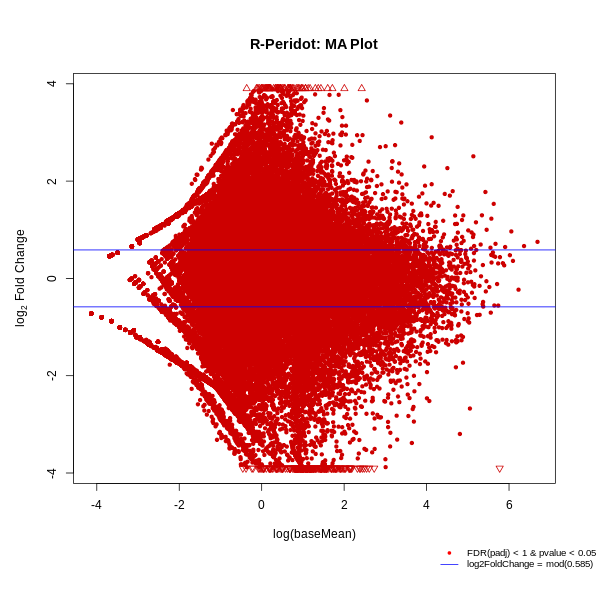 R-Peridot: MA Plot
4
2
0
-2
-4
log2 Fold Change
-4 -2 0 2 4 6
log(baseMean)
FDR(padj) < 1 & pvalue < 0.05
log2FoldChange = mod(0.585)